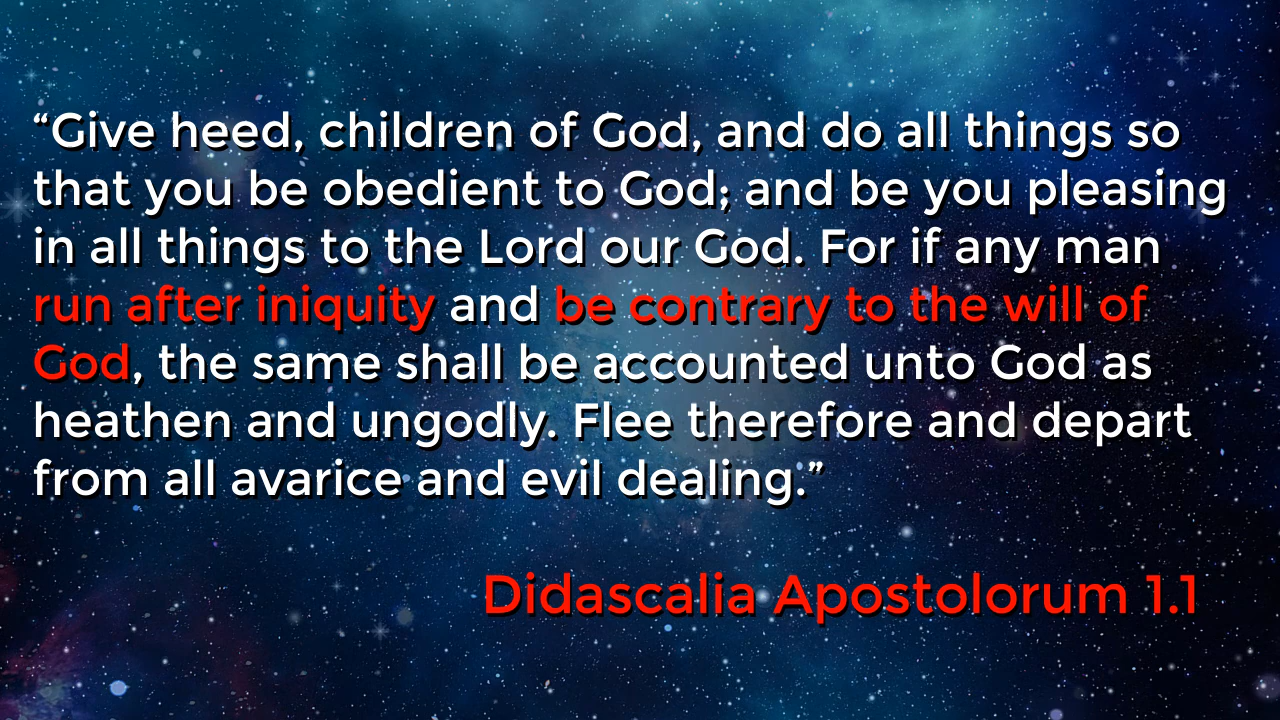 “Give heed, children of God, and do all things so
that you be obedient to God; and be you pleasing
in all things to the Lord our God. For if any man
run after iniquity and be contrary to the will of
God, the same shall be accounted unto God as
heathen and ungodly. Flee therefore and depart
from all avarice and evil dealing.”
Didascalia Apostolorum 1.1